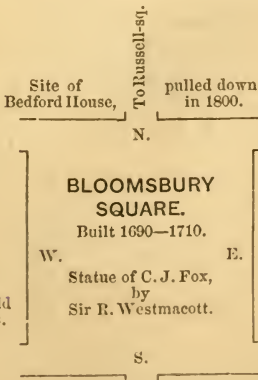 To Russell-sq.
Site of
Bedford House,
pulled down
in 1800.
N.
BLOOMSBURY
SQUARE.
Built 1690—1710.
W.
E.
Statue of C. J. Fox,
by
Sir R. Westmacott.
S.